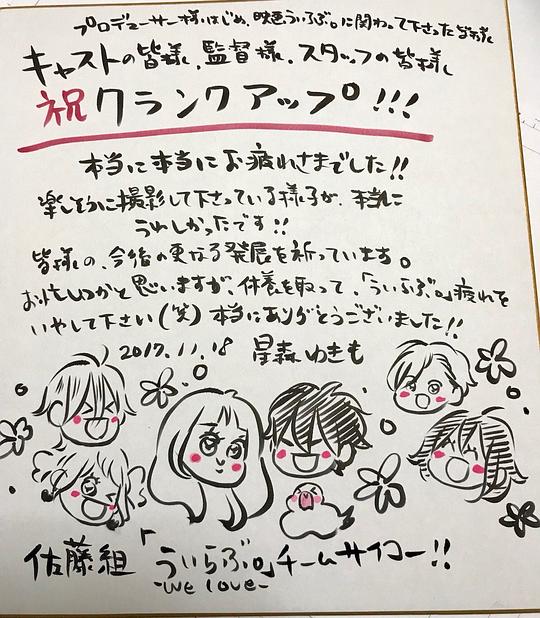 プロデューサー様はじめ、映画ういらぶ。に関わって下さった皆様
キャストの皆様、監督様、スタッフの皆様
祝クランクアップ!!!
本当に本当にお疲れさまでした!!
楽しそうに撮影して下さっている様子が、本当に
うれしかったです!!
皆様の、今後の更なる発展を祈っています。
お忙しいかと思いますが、休養を取って、「ういらぶ。」疲れを
いやして下さい(笑)本当にありがとうございました!!
2017.11.18 星森ゆきも
佐藤組「ういらぶ。」チームサイコー!!
-we love-